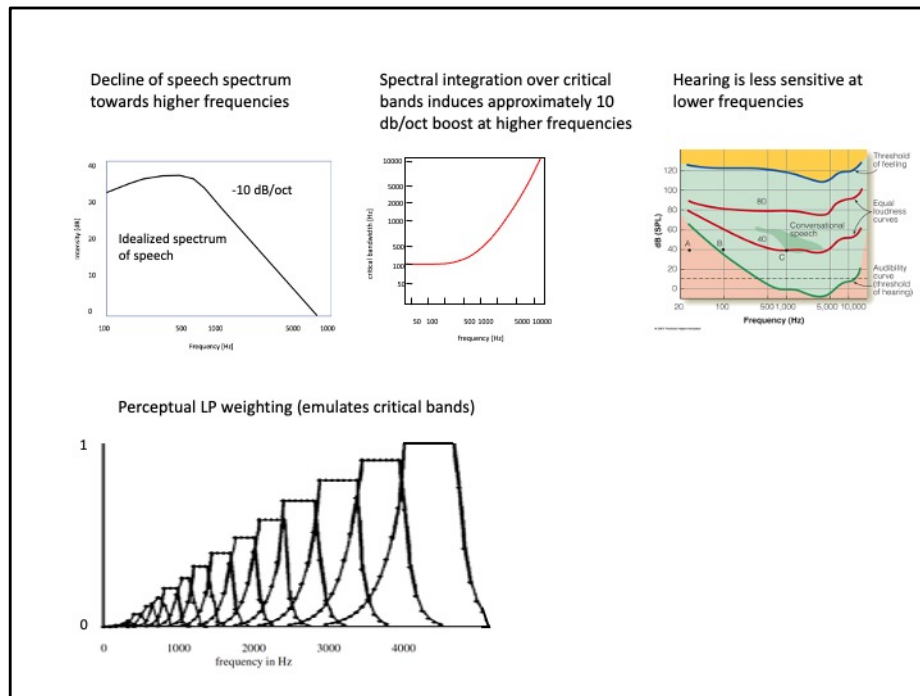 Decline of speech spectrum
towards higher frequencies
40
30
20
10
0
Intensity [dB]
-10 dB/oct
Idealized spectrum
of speech
100
500
1000
5000
1000
Frequency [Hz]
Spectral integration over critical
bands induces approximately 10
db/oct boost at higher frequencies
10000
5000
2000
1000
500
100
50
critical bandwidth [Hz]
50 100
500 1000
5000 10000
frequency [Hz]
Hearing is less sensitive at
lower frequencies
120
100
80
60
40
20
0
dB (SPL)
80
40
Conversational
speech
A
B
C
Threshold
of feeling
Equal
loudness
curves
Audibility
curve
(threshold
of hearing)
20
100
500 1,000
5,000
10,000
Frequency (Hz)
Perceptual LP weighting (emulates critical bands)
1
0
0
1000
2000
3000
4000
frequency in Hz